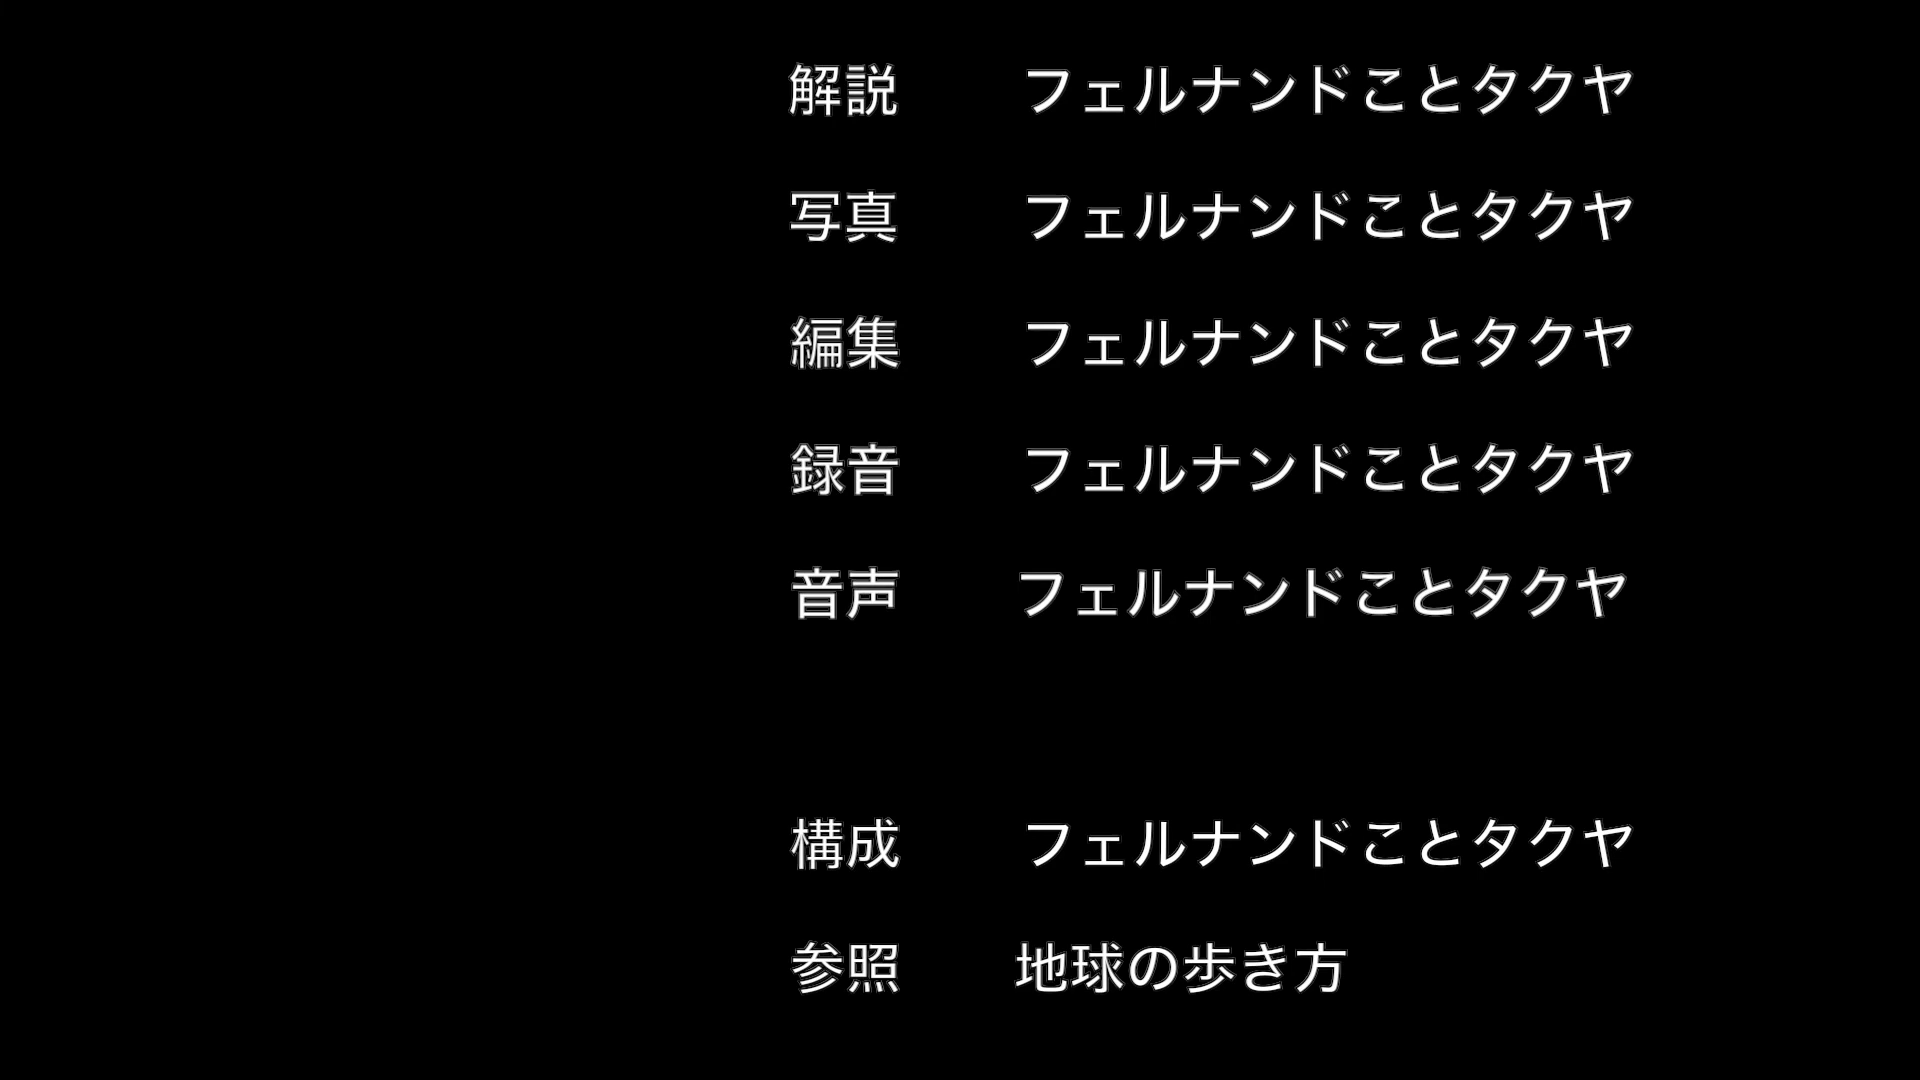 解説 フェルナンドことタクヤ
写真 フェルナンドことタクヤ
編集 フェルナンドことタクヤ
録音 フェルナンドことタクヤ
音声 フェルナンドことタクヤ
構成 フェルナンドことタクヤ
参照 地球の歩き方